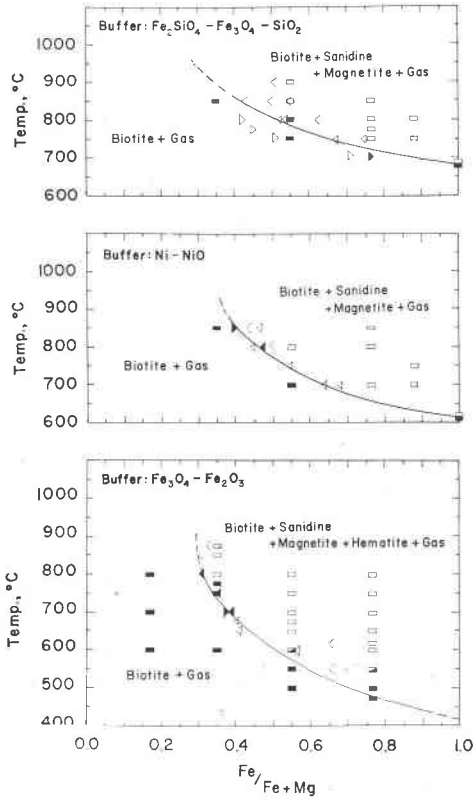 Buffer: Fe2SiO4 – Fe3O4 – SiO2
1000
900
800
700
600
Temp., °C
Biotite + Sanidine
+ Magnetite + Gas
Biotite + Gas
Buffer: Ni – NiO
1000
900
800
700
600
Temp., °C
Biotite + Sanidine
+ Magnetite + Gas
Biotite + Gas
Buffer: Fe3O4 – Fe2O3
1000
900
800
700
600
500
400
Temp., °C
Biotite + Sanidine
+ Magnetite + Hematite + Gas
Biotite + Gas
0.0 0.2 0.4 0.6 0.8 1.0
Fe/Fe + Mg